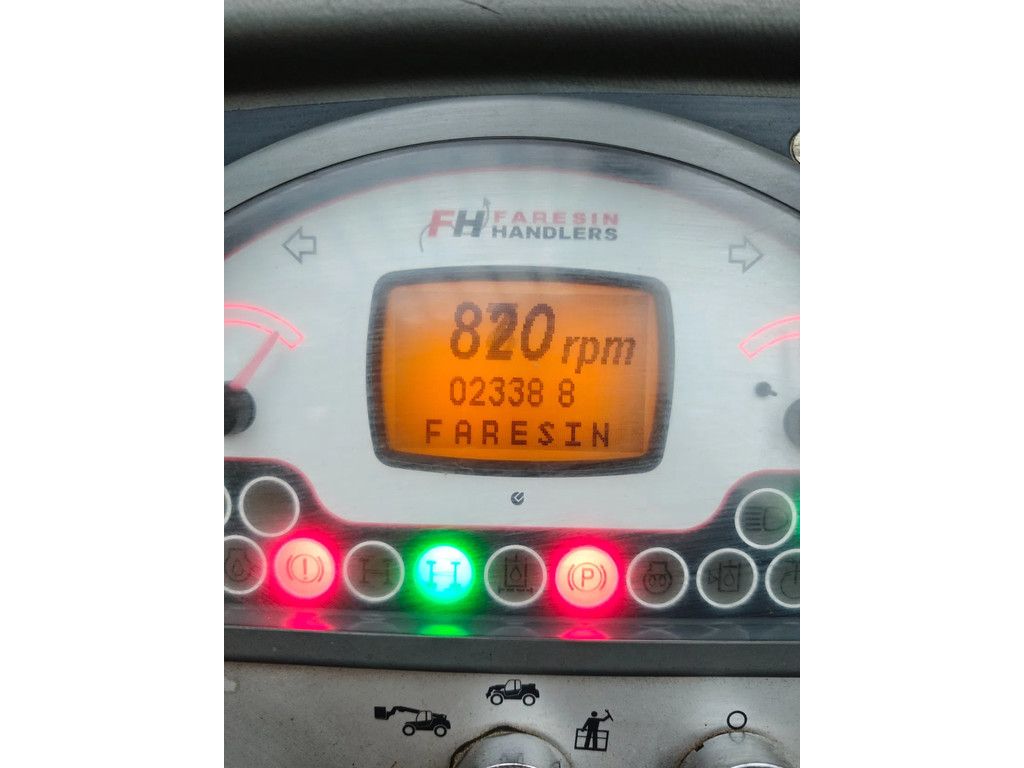 FH FARESIN
HANDLERS
820 rpm
02338 8
FARESIN
P